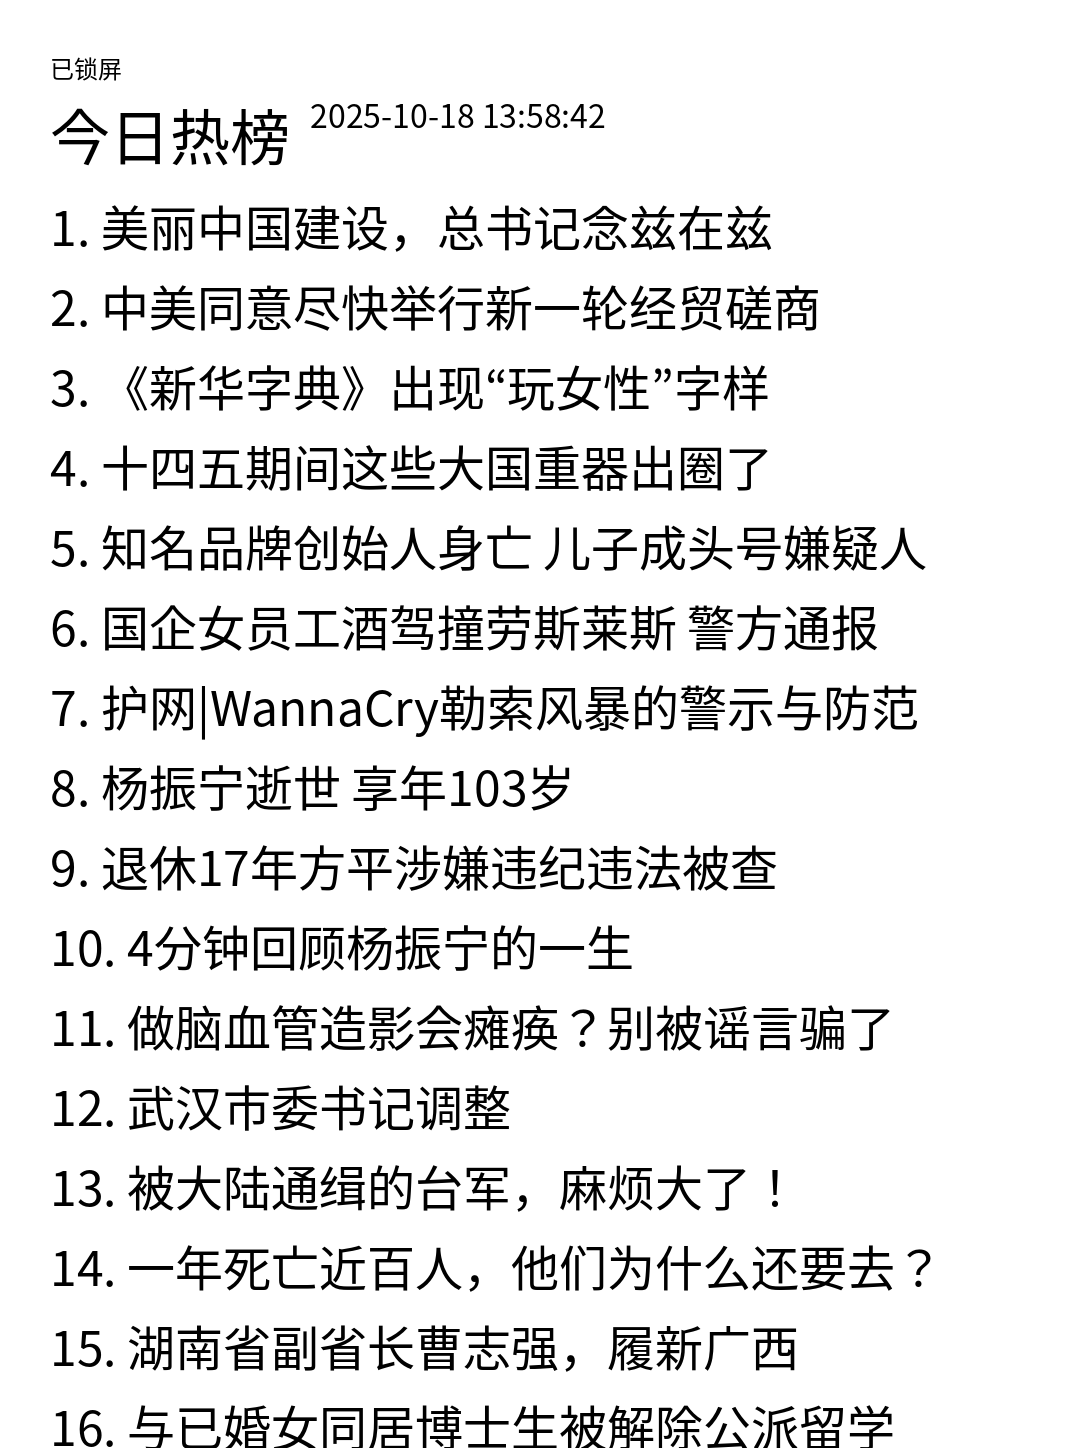 已锁屏
今日热榜 2025-10-18 13:58:42
1. 美丽中国建设，总书记念兹在兹
2. 中美同意尽快举行新一轮经贸磋商
3. 《新华字典》出现“玩女性”字样
4. 十四五期间这些大国重器出圈了
5. 知名品牌创始人身亡 儿子成头号嫌疑人
6. 国企女员工酒驾撞劳斯莱斯 警方通报
7. 护网|WannaCry勒索风暴的警示与防范
8. 杨振宁逝世 享年103岁
9. 退休17年方平涉嫌违纪违法被查
10. 4分钟回顾杨振宁的一生
11. 做脑血管造影会瘫痪？别被谣言骗了
12. 武汉市委书记调整
13. 被大陆通缉的台军，麻烦大了！
14. 一年死亡近百人，他们为什么还要去？
15. 湖南省副省长曹志强，履新广西
16. 与已婚女同居博士生被解除公派留学